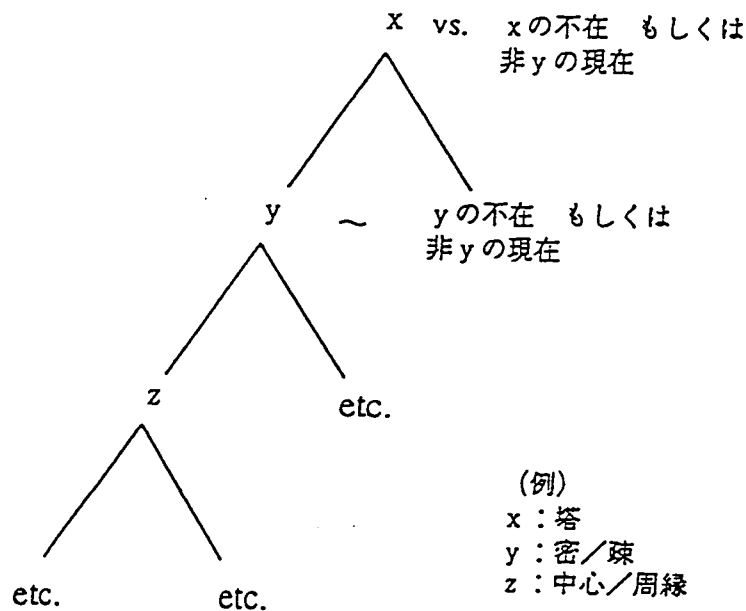 x vs. xの不在 もしくは
非yの現在
y ～ yの不在 もしくは
非yの現在
z etc.
etc. etc.
(例)
x：塔
y：密／疎
z：中心／周縁